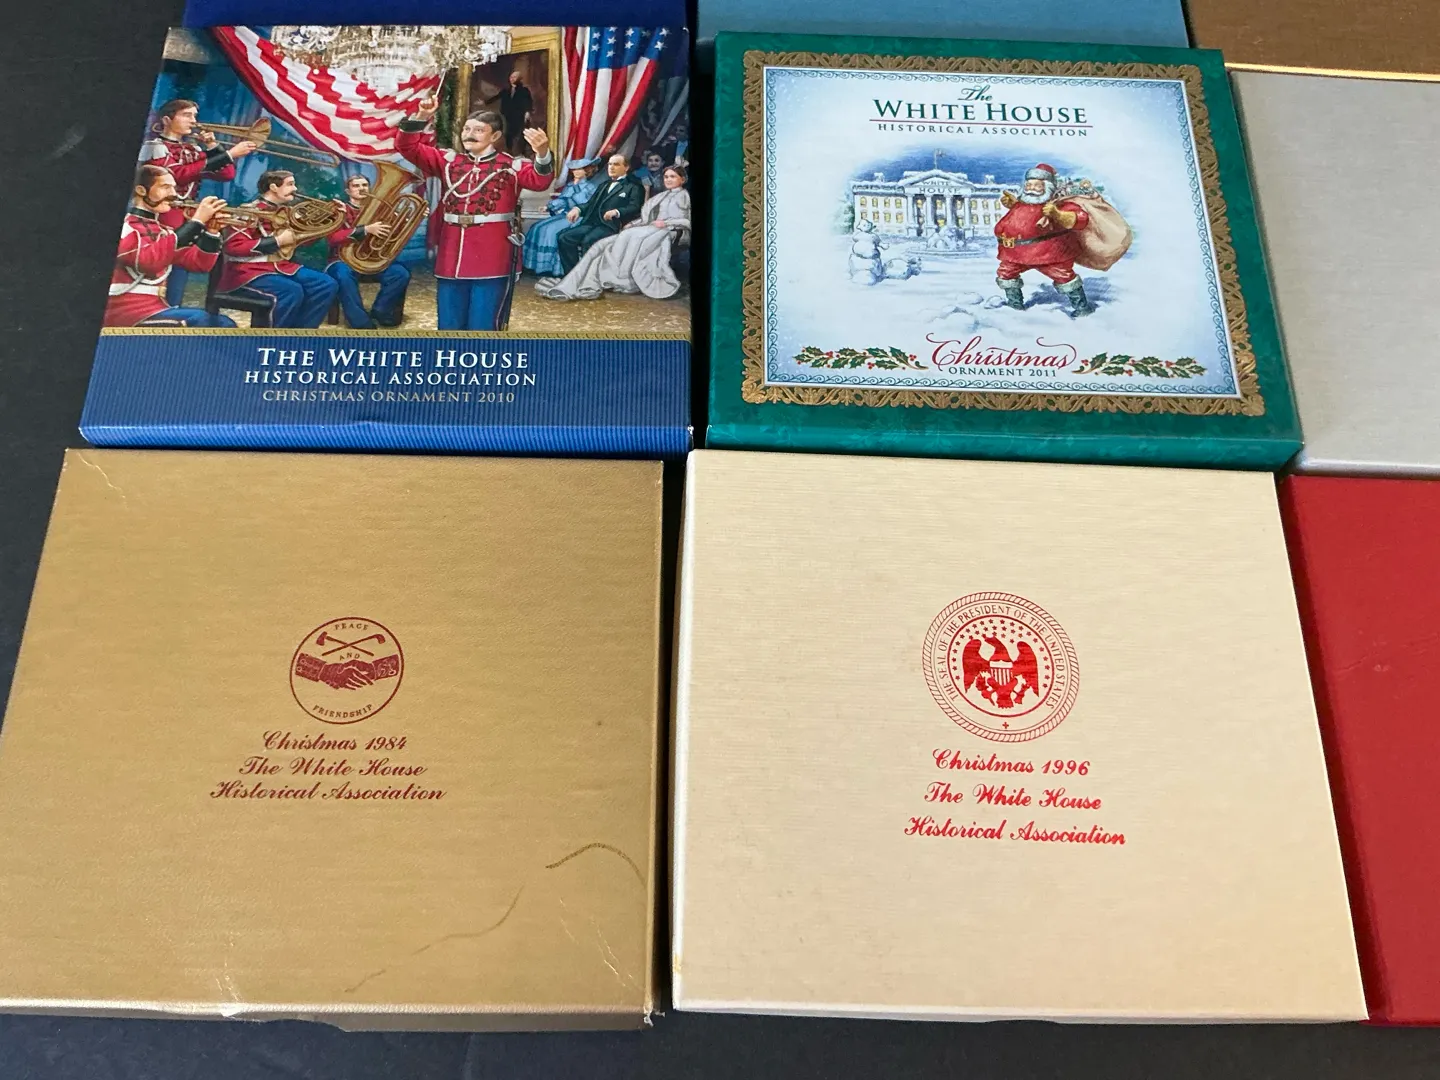 THE WHITE HOUSE
HISTORICAL ASSOCIATION
CHRISTMAS ORNAMENT 2010
The
WHITE HOUSE
HISTORICAL ASSOCIATION
WHITE
HOUSE
Christmas
ORNAMENT 2011
PEACE
AND
FRIENDSHIP
Christmas 1984
The White House
Historical Association
THE SEAL OF THE PRESIDENT OF THE UNITED STATES
Christmas 1996
The White House
Historical Association